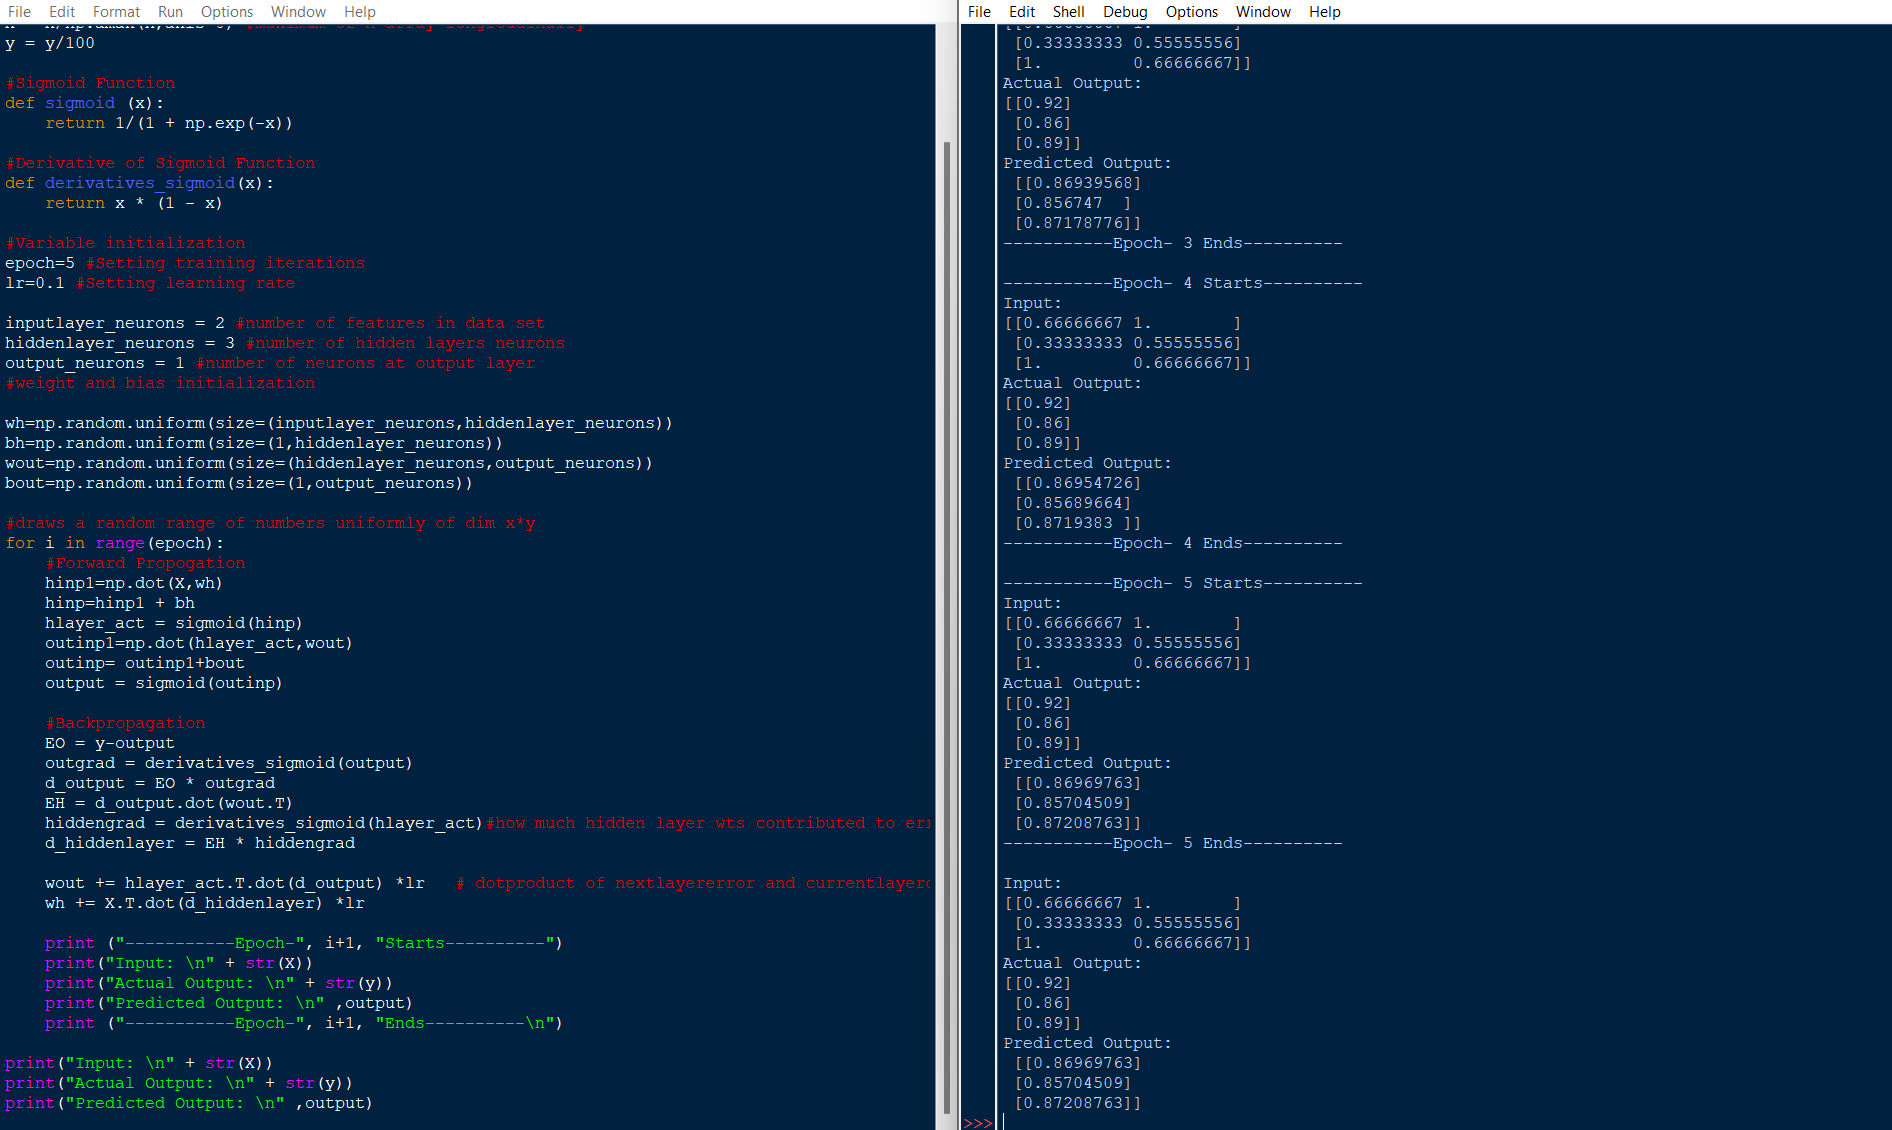 File Edit Format Run Options Window Help
y = y/100
#Sigmoid Function
def sigmoid (x):
    return 1/(1 + np.exp(-x))
#Derivative of Sigmoid Function
def derivatives_sigmoid(x):
    return x * (1 - x)
#Variable initialization
epoch=5 #Setting training iterations
lr=0.1 #Setting learning rate
inputlayer_neurons = 2 #number of features in data set
hiddenlayer_neurons = 3 #number of hidden layers neurons
output_neurons = 1 #number of neurons at output layer
#weight and bias initialization
wh=np.random.uniform(size=(inputlayer_neurons,hiddenlayer_neurons))
bh=np.random.uniform(size=(1,hiddenlayer_neurons))
wout=np.random.uniform(size=(hiddenlayer_neurons,output_neurons))
bout=np.random.uniform(size=(1,output_neurons))
#draws a random range of numbers uniformly of dim x*y
for i in range(epoch):
    #Forward Propogation
    hinp1=np.dot(X,wh)
    hinp=hinp1 + bh
    hlayer_act = sigmoid(hinp)
    outinp1=np.dot(hlayer_act,wout)
    outinp= outinp1+bout
    output = sigmoid(outinp)
    #Backpropagation
    EO = y-output
    outgrad = derivatives_sigmoid(output)
    d_output = EO * outgrad
    EH = d_output.dot(wout.T)
    hiddengrad = derivatives_sigmoid(hlayer_act)#how much hidden layer wts contributed to
    d_hiddenlayer = EH * hiddengrad
    wout += hlayer_act.T.dot(d_output) *lr   # dotproduct of nextlayererror and
    wh += X.T.dot(d_hiddenlayer) *lr
    print ("-----------Epoch-", i+1, "Starts----------")
    print("Input: \n" + str(X))
    print("Actual Output: \n" + str(y))
    print("Predicted Output: \n" ,output)
    print ("-----------Epoch-", i+1, "Ends----------\n")
print("Input: \n" + str(X))
print("Actual Output: \n" + str(y))
print("Predicted Output: \n" ,output)
File Edit Shell Debug Options Window Help
 [0.33333333 0.55555556]
 [1.         0.66666667]]
Actual Output:
[[0.92]
 [0.86]
 [0.89]]
Predicted Output:
 [[0.86939568]
 [0.856747  ]
 [0.87178776]]
-----------Epoch- 3 Ends----------
-----------Epoch- 4 Starts----------
Input:
[[0.66666667 1.        ]
 [0.33333333 0.55555556]
 [1.         0.66666667]]
Actual Output:
[[0.92]
 [0.86]
 [0.89]]
Predicted Output:
 [[0.86954726]
 [0.85689664]
 [0.8719383 ]]
-----------Epoch- 4 Ends----------
-----------Epoch- 5 Starts----------
Input:
[[0.66666667 1.        ]
 [0.33333333 0.55555556]
 [1.         0.66666667]]
Actual Output:
[[0.92]
 [0.86]
 [0.89]]
Predicted Output:
 [[0.86969763]
 [0.85704509]
 [0.87208763]]
-----------Epoch- 5 Ends----------
Input:
[[0.66666667 1.        ]
 [0.33333333 0.55555556]
 [1.         0.66666667]]
Actual Output:
[[0.92]
 [0.86]
 [0.89]]
Predicted Output:
 [[0.86969763]
 [0.85704509]
 [0.87208763]]
>>>